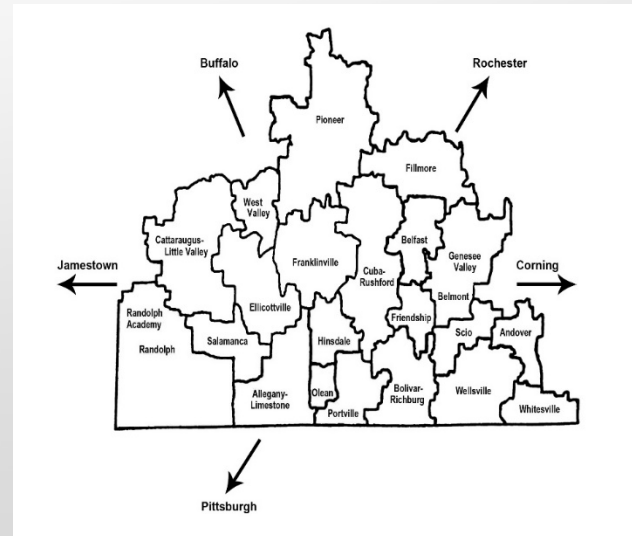 Buffalo
Rochester
Pioneer
Fillmore
West
Valley
Cattaraugus-
Little Valley
Franklinville
Belfast
Genesee
Valley
Jamestown
Cuba-
Rushford
Corning
Ellicottville
Belmont
Randolph
Academy
Randolph
Salamanca
Hinsdale
Friendship
Scio
Andover
Allegany-
Limestone
Olean
Portville
Bolivar-
Richburg
Wellsville
Whitesville
Pittsburgh